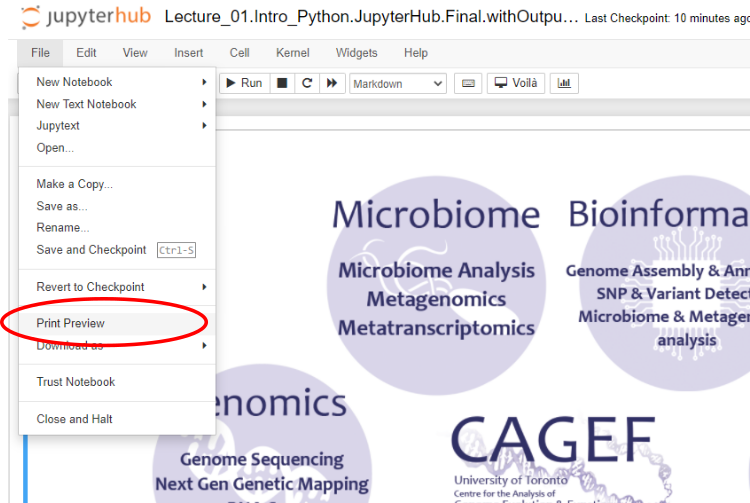 jupyterhub Lecture_01.Intro_Python.JupyterHub.Final.withOutpu... Last Checkpoint: 10 minutes ago
File Edit View Insert Cell Kernel Widgets Help
Run Markdown Voilà
New Notebook
New Text Notebook
Jupytext
Open...
Make a Copy...
Save as...
Rename...
Save and Checkpoint Ctrl-S
Revert to Checkpoint
Print Preview
Download as
Trust Notebook
Close and Halt
Microbiome
Microbiome Analysis
Metagenomics
Metatranscriptomics
Bioinforma
Genome Assembly & Ann
SNP & Variant Detect
Microbiome & Metagen
analysis
enomics
Genome Sequencing
Next Gen Genetic Mapping
CAGEF
University of Toronto
Centre for the Analysis of